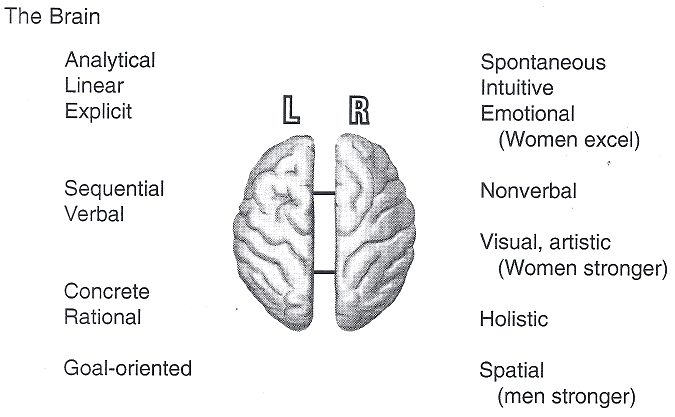 The Brain
Analytical
Linear
Explicit
Sequential
Verbal
Concrete
Rational
Goal-oriented
L R
Spontaneous
Intuitive
Emotional
(Women excel)
Nonverbal
Visual, artistic
(Women stronger)
Holistic
Spatial
(men stronger)